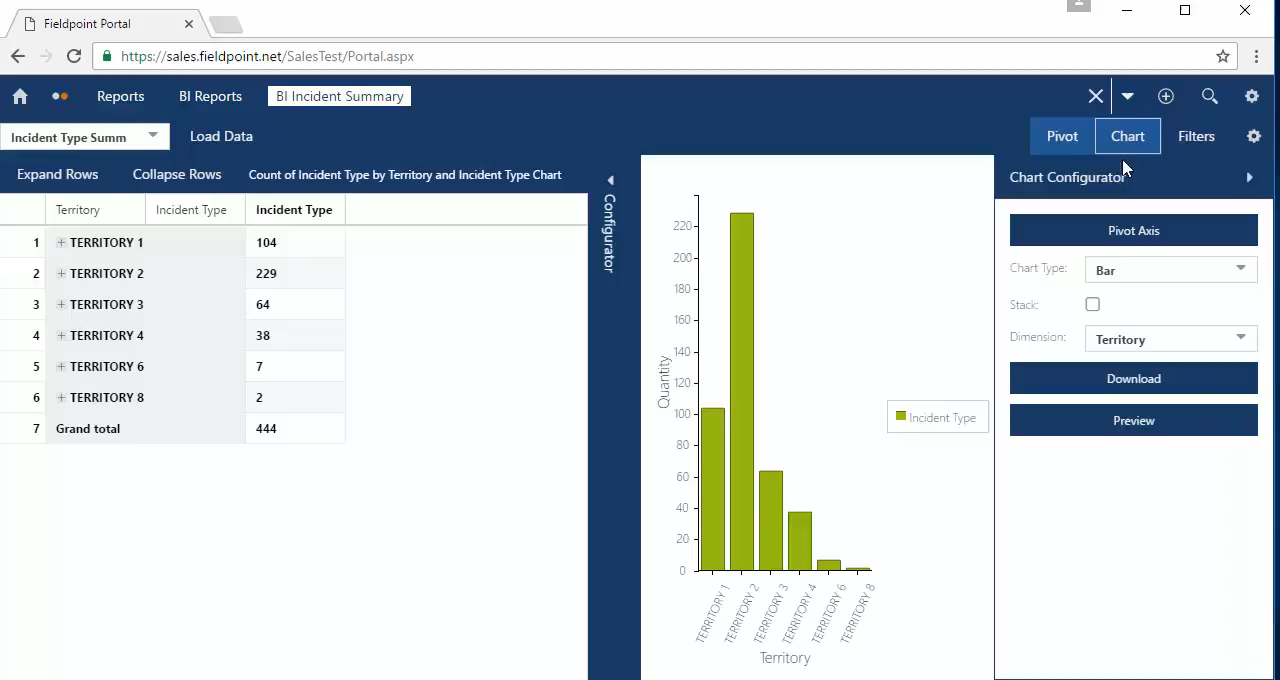 Fieldpoint Portal
https://sales.fieldpoint.net/SalesTest/Portal.aspx
Reports BI Reports BI Incident Summary
Incident Type Summ Load Data Pivot Chart Filters
Expand Rows Collapse Rows Count of Incident Type by Territory and Incident Type Chart
Chart Configurator
Configurator
Territory Incident Type Incident Type
1 TERRITORY 1 104
2 TERRITORY 2 229
3 TERRITORY 3 64
4 TERRITORY 4 38
5 TERRITORY 6 7
6 TERRITORY 8 2
7 Grand total 444
Quantity
220
200
180
160
140
120
100
80
60
40
20
0
TERRITORY 1
TERRITORY 2
TERRITORY 3
TERRITORY 4
TERRITORY 6
TERRITORY 8
Territory
Incident Type
Pivot Axis
Chart Type: Bar
Stack:
Dimension: Territory
Download
Preview